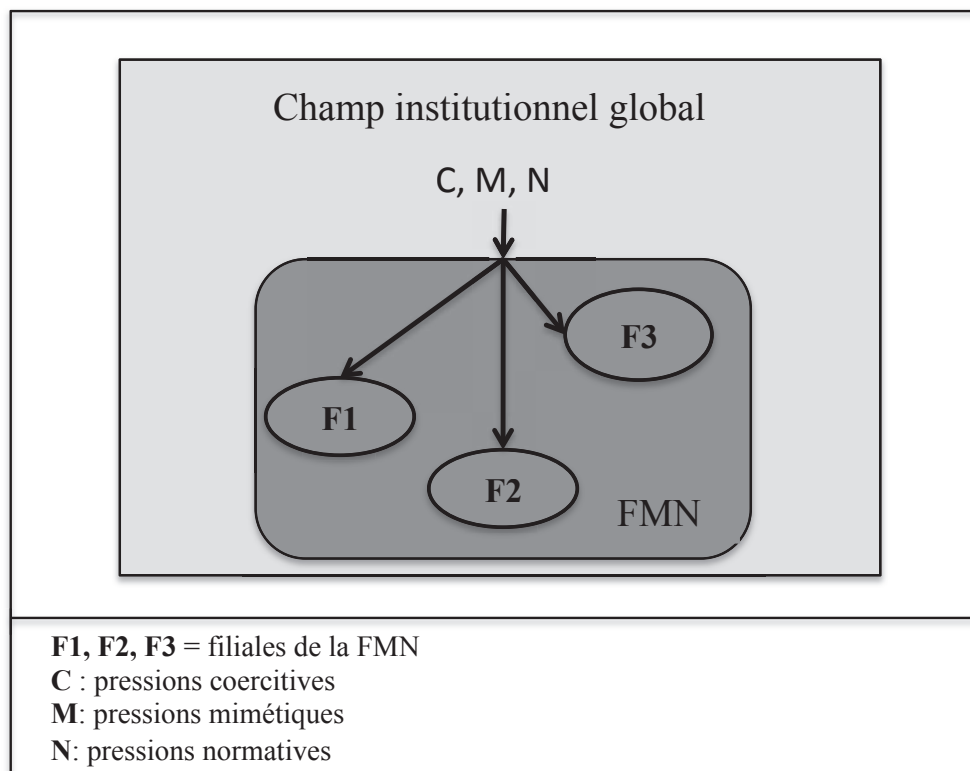 Champ institutionnel global
C, M, N
F3
F1
F2
FMN
F1, F2, F3 = filiales de la FMN
C : pressions coercitives
M: pressions mimétiques
N: pressions normatives